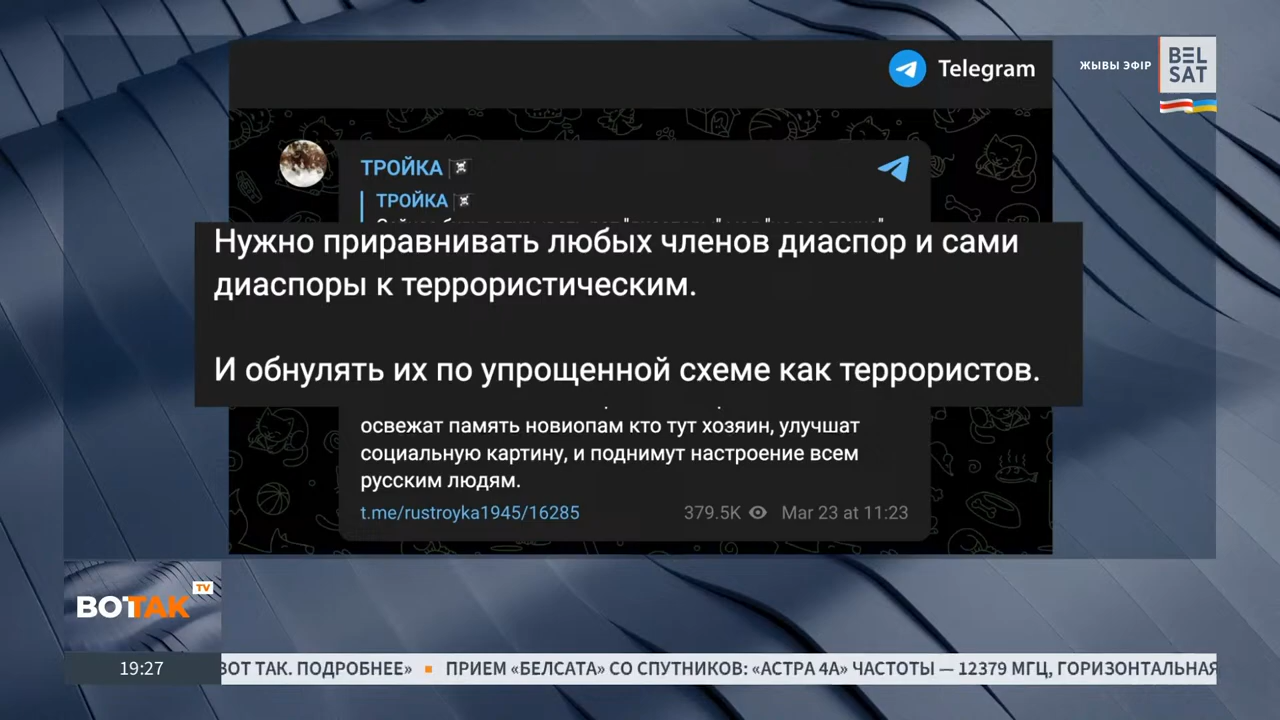 Telegram
ЖЫВЫ ЭФІР
BEL
SAT
ТРОЙКА
ТРОЙКА
Нужно приравнивать любых членов диаспор и сами
диаспоры к террористическим.
И обнулять их по упрощенной схеме как террористов.
освежат память новиопам кто тут хозяин, улучшат
социальную картину, и поднимут настроение всем
русским людям.
t.me/rustroyka1945/16285 379.5K Mar 23 at 11:23
ВОТ ТАК TV
19:27
ВОТ ТАК. ПОДРОБНЕЕ» ▪ ПРИЕМ «БЕЛСАТА» СО СПУТНИКОВ: «АСТРА 4А» ЧАСТОТЫ — 12379 МГЦ, ГОРИЗОНТАЛЬНАЯ